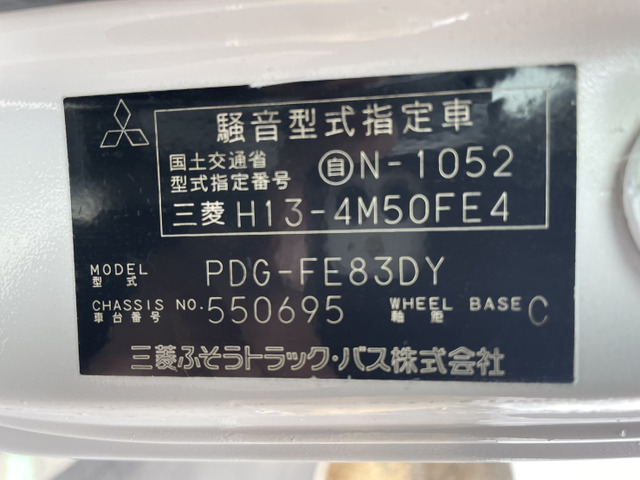 騒音型式指定車
国土交通省
型式指定番号 自N-1052
三菱 H13-4M50FE4
MODEL
型式 PDG-FE83DY
CHASSIS NO. 550695 WHEEL BASE C
車台番号 軸距
三菱ふそうトラック・バス株式会社